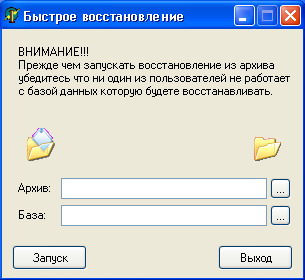 Быстрое восстановление
ВНИМАНИЕ!!!
Прежде чем запускать восстановление из архива
убедитесь что ни один из пользователей не работает
с базой данных которую будете восстанавливать.
Архив:
...
База:
...
Запуск
Выход